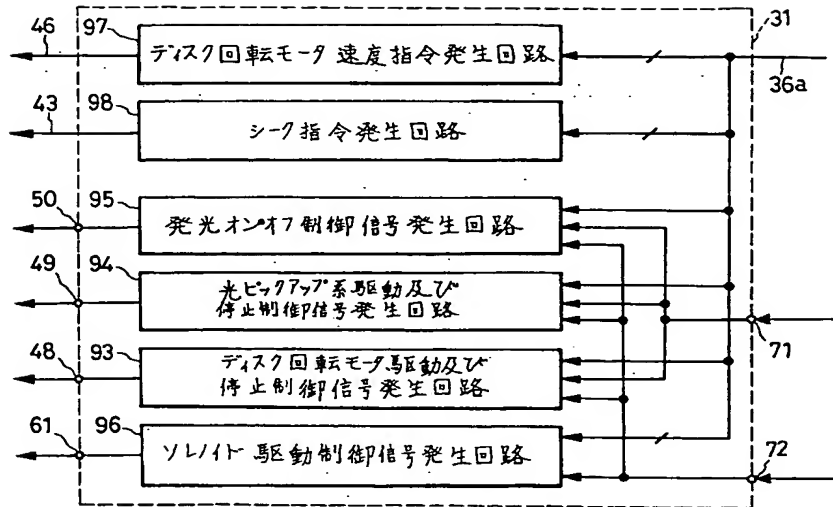 46
97
ディスク回転モータ速度指令発生回路
31
36a
43
98
シーク指令発生回路
50
95
発光オンオフ制御信号発生回路
49
94
光ピックアップ系駆動及び
停止制御信号発生回路
71
48
93
ディスク回転モータ駆動及び
停止制御信号発生回路
61
96
ソレノイド駆動制御信号発生回路
72